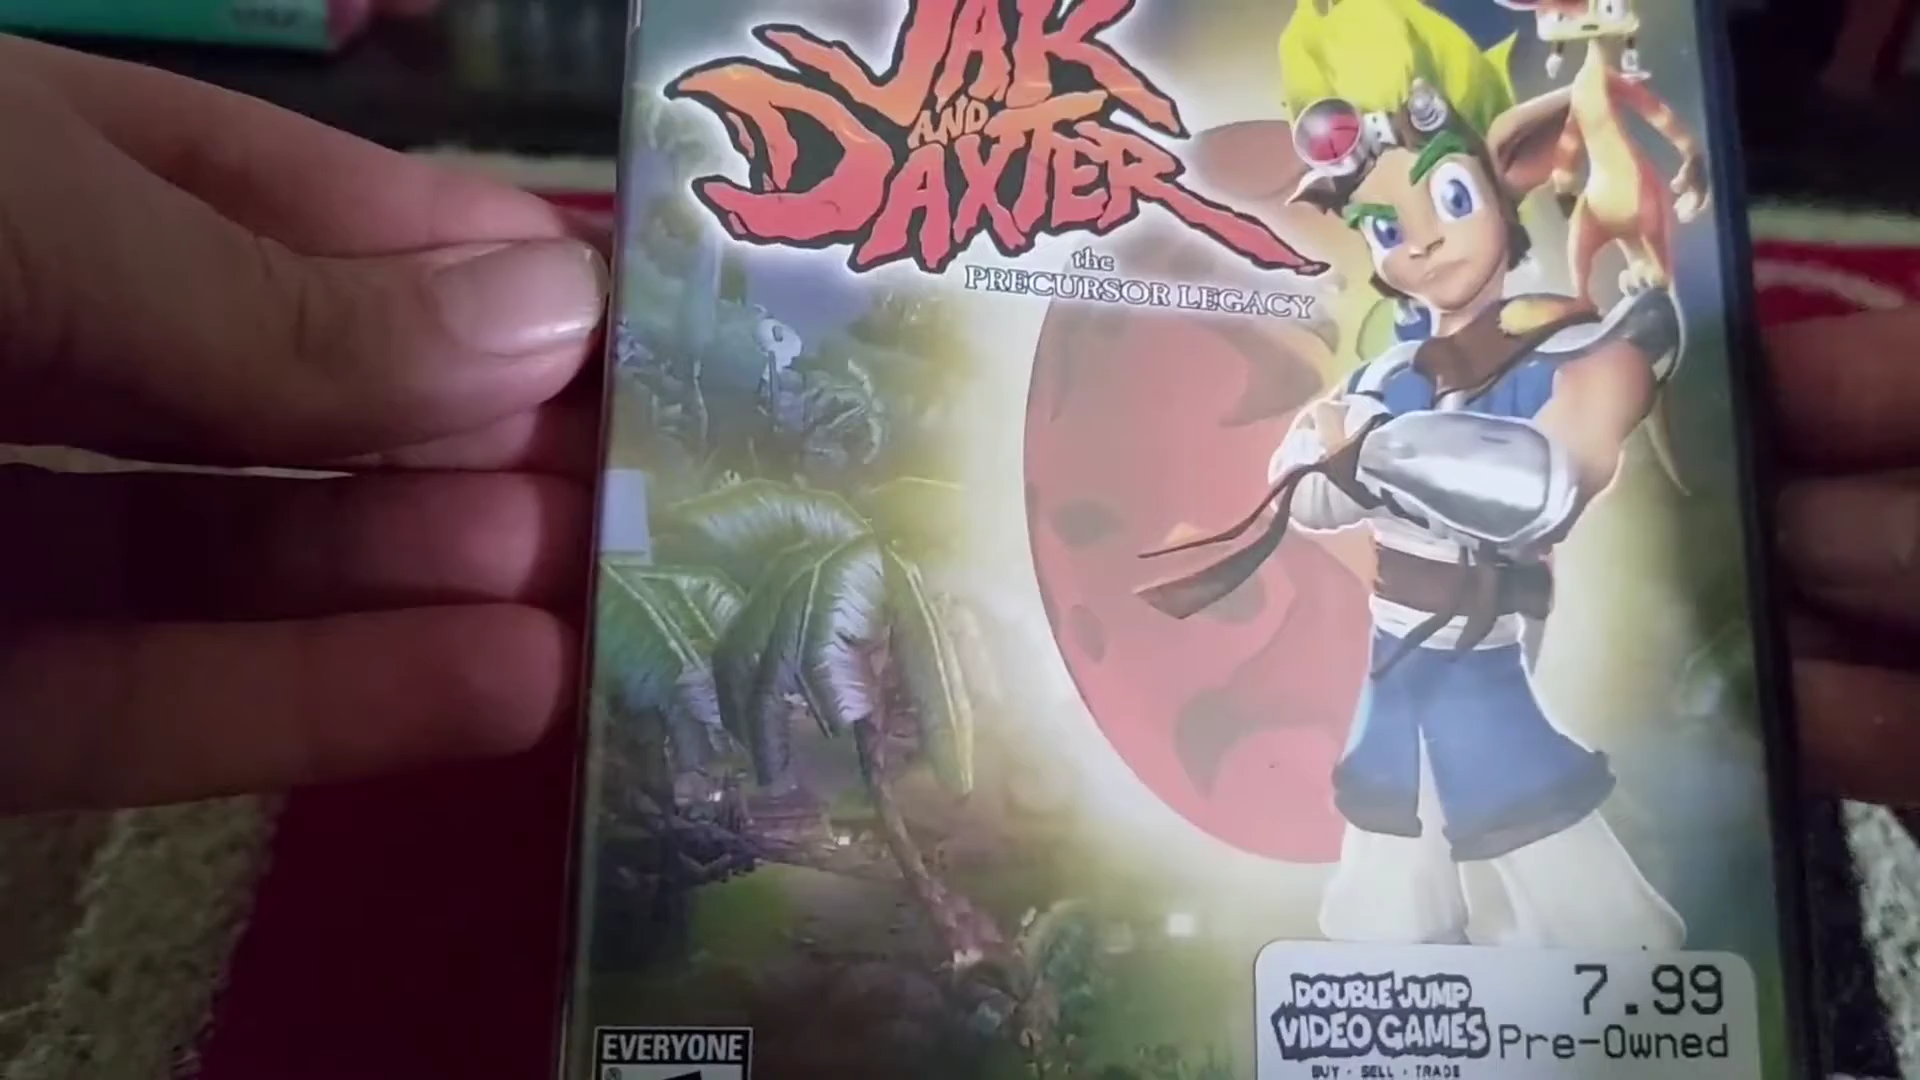 JAK
AND
DAXTER
the
PRECURSOR LEGACY
DOUBLE JUMP
VIDEO GAMES
7.99
Pre-Owned
BUY · SELL · TRADE
EVERYONE
®